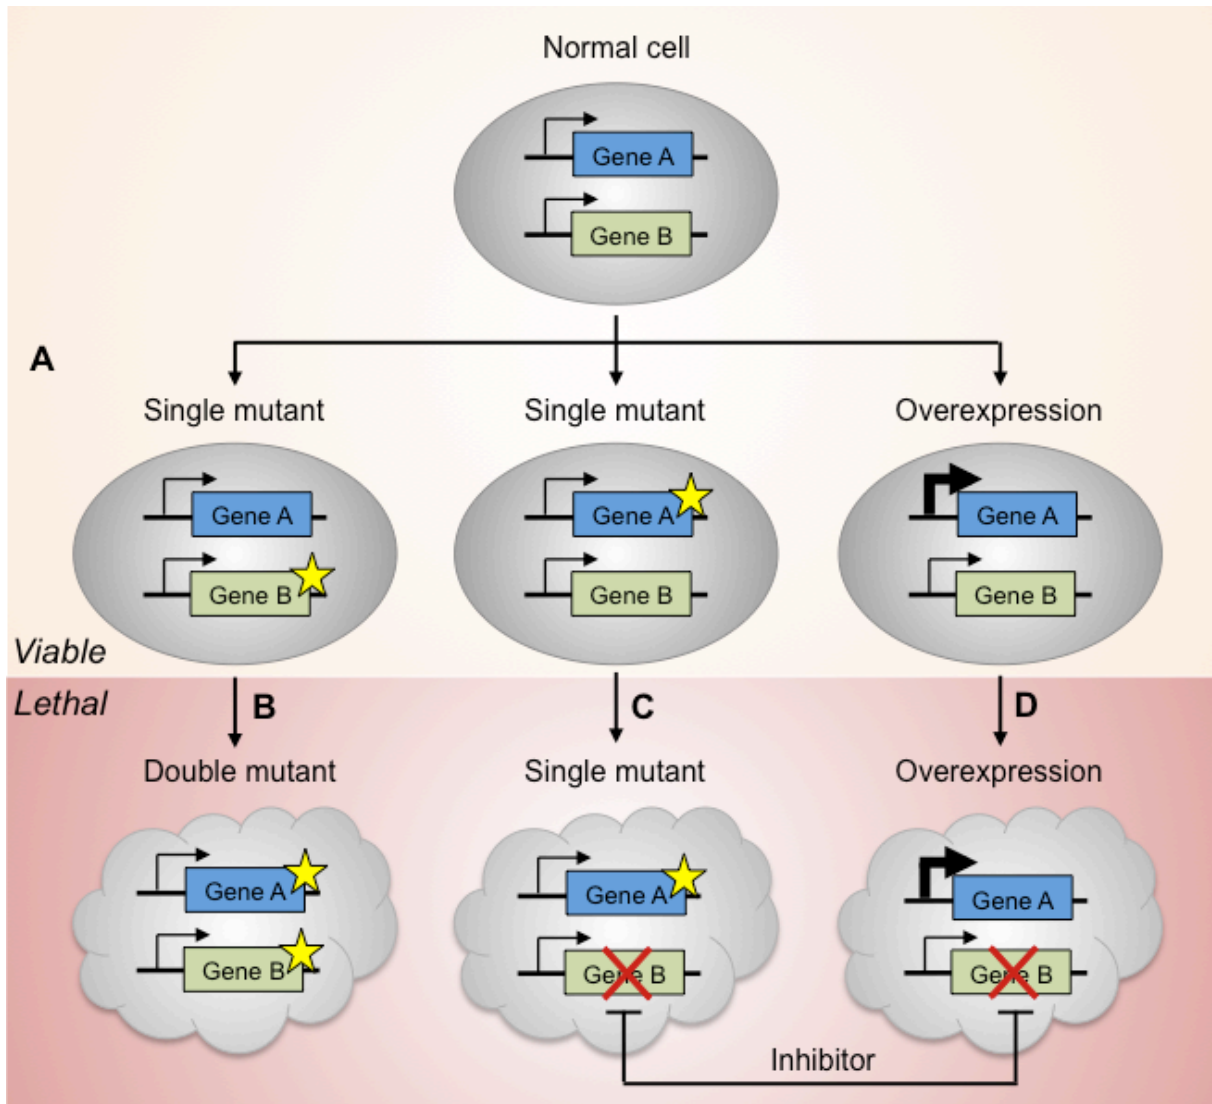 Normal cell
Gene A
Gene B
A
Single mutant Single mutant Overexpression
Gene A Gene A Gene A
Gene B Gene B Gene B
Viable
Lethal B C D
Double mutant Single mutant Overexpression
Gene A Gene A Gene A
Gene B Gene B Gene B
Inhibitor